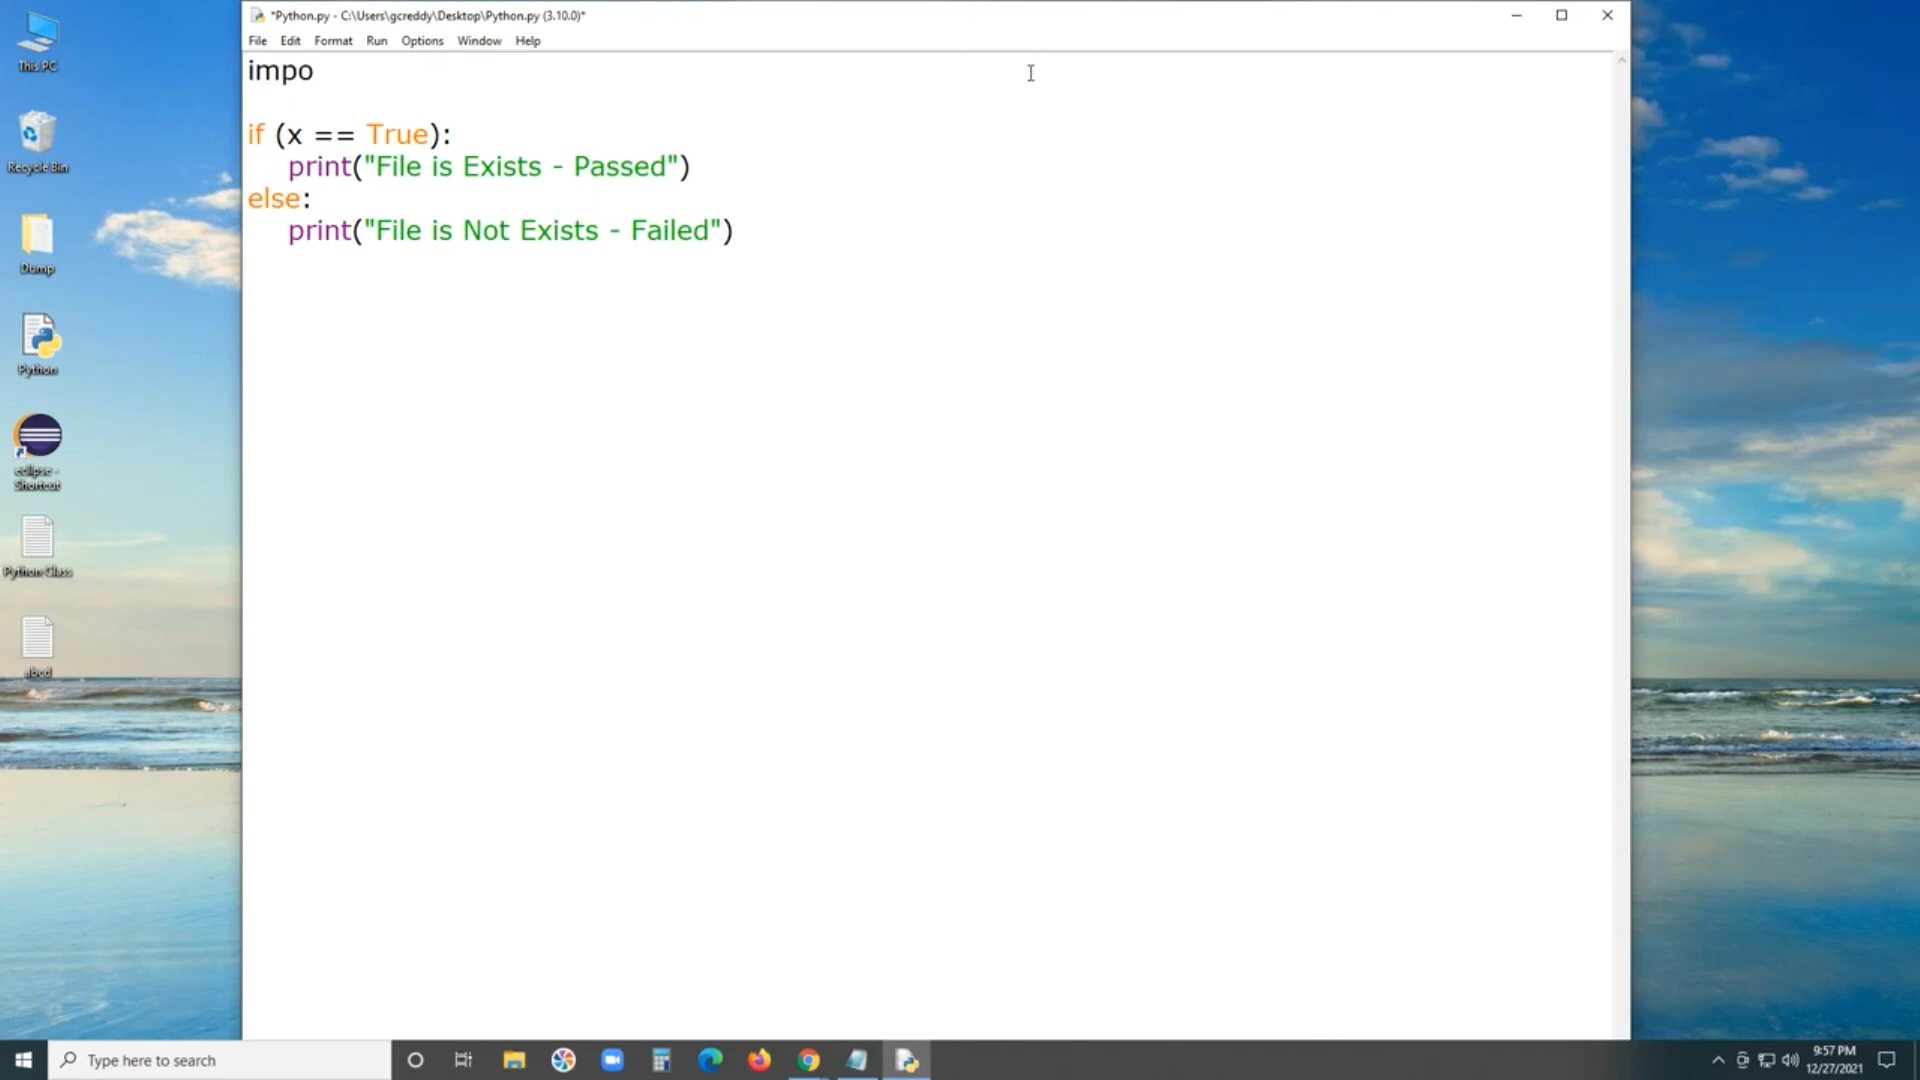 *Python.py - C:\Users\gcreddy\Desktop\Python.py (3.10.0)*
File Edit Format Run Options Window Help
impo
if (x == True):
print("File is Exists - Passed")
else:
print("File is Not Exists - Failed")
This PC
Recycle Bin
Dump
Python
eclipse -
Shortcut
Python Class
abcd
Type here to search
9:57 PM
12/27/2021